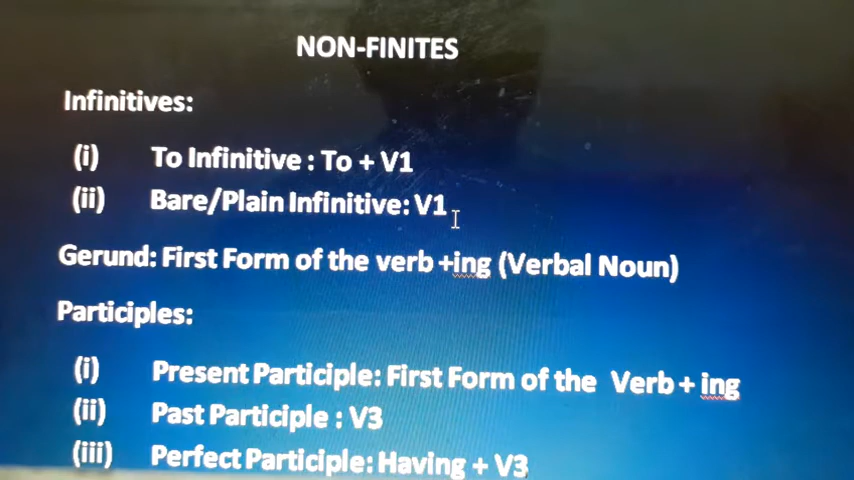 NON-FINITES
Infinitives:
(i) To Infinitive : To + V1
(ii) Bare/Plain Infinitive: V1
Gerund: First Form of the verb +ing (Verbal Noun)
Participles:
(i) Present Participle: First Form of the Verb + ing
(ii) Past Participle : V3
(iii) Perfect Participle: Having + V3